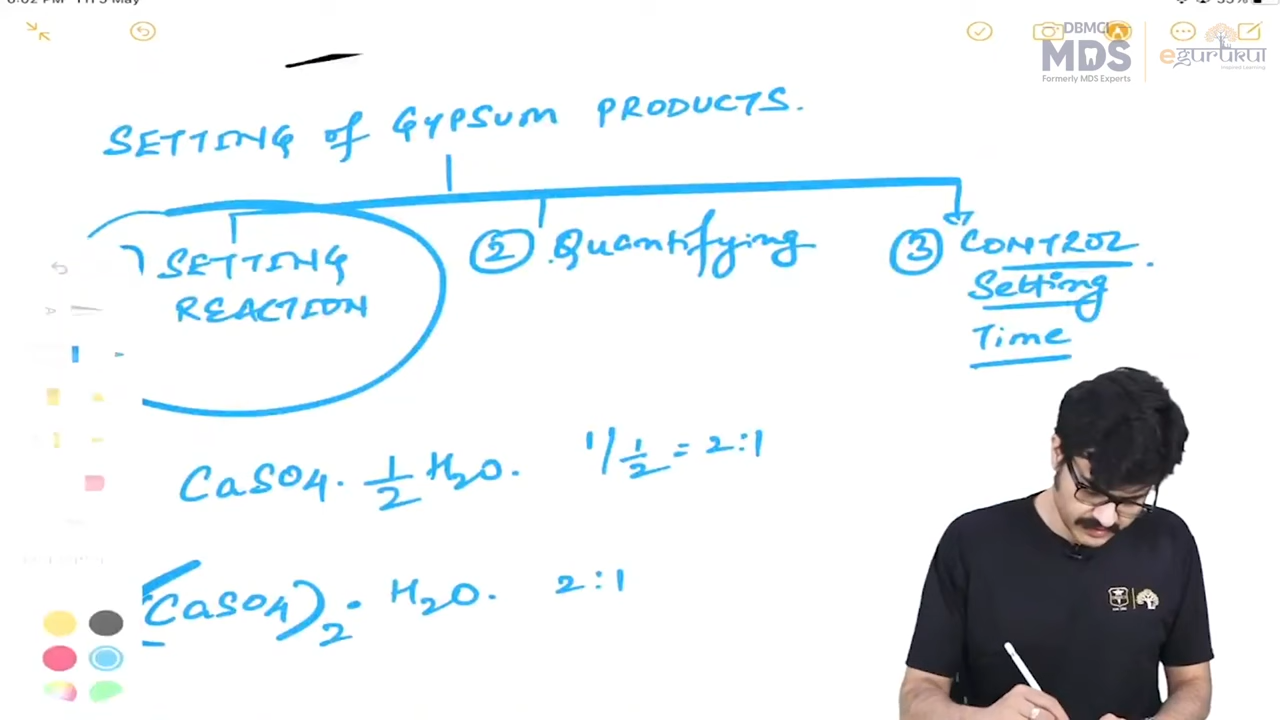 DBMCI
MDS
Formerly MDS Experts
egurukul
SETTING of GYPSUM PRODUCTS.
SETTING
REACTION
② Quantifying
③ CONTROL
Setting
Time
CaSO4 . 1/2 H2O. 1/1/2 = 2:1
(CaSO4)2 . H2O. 2:1